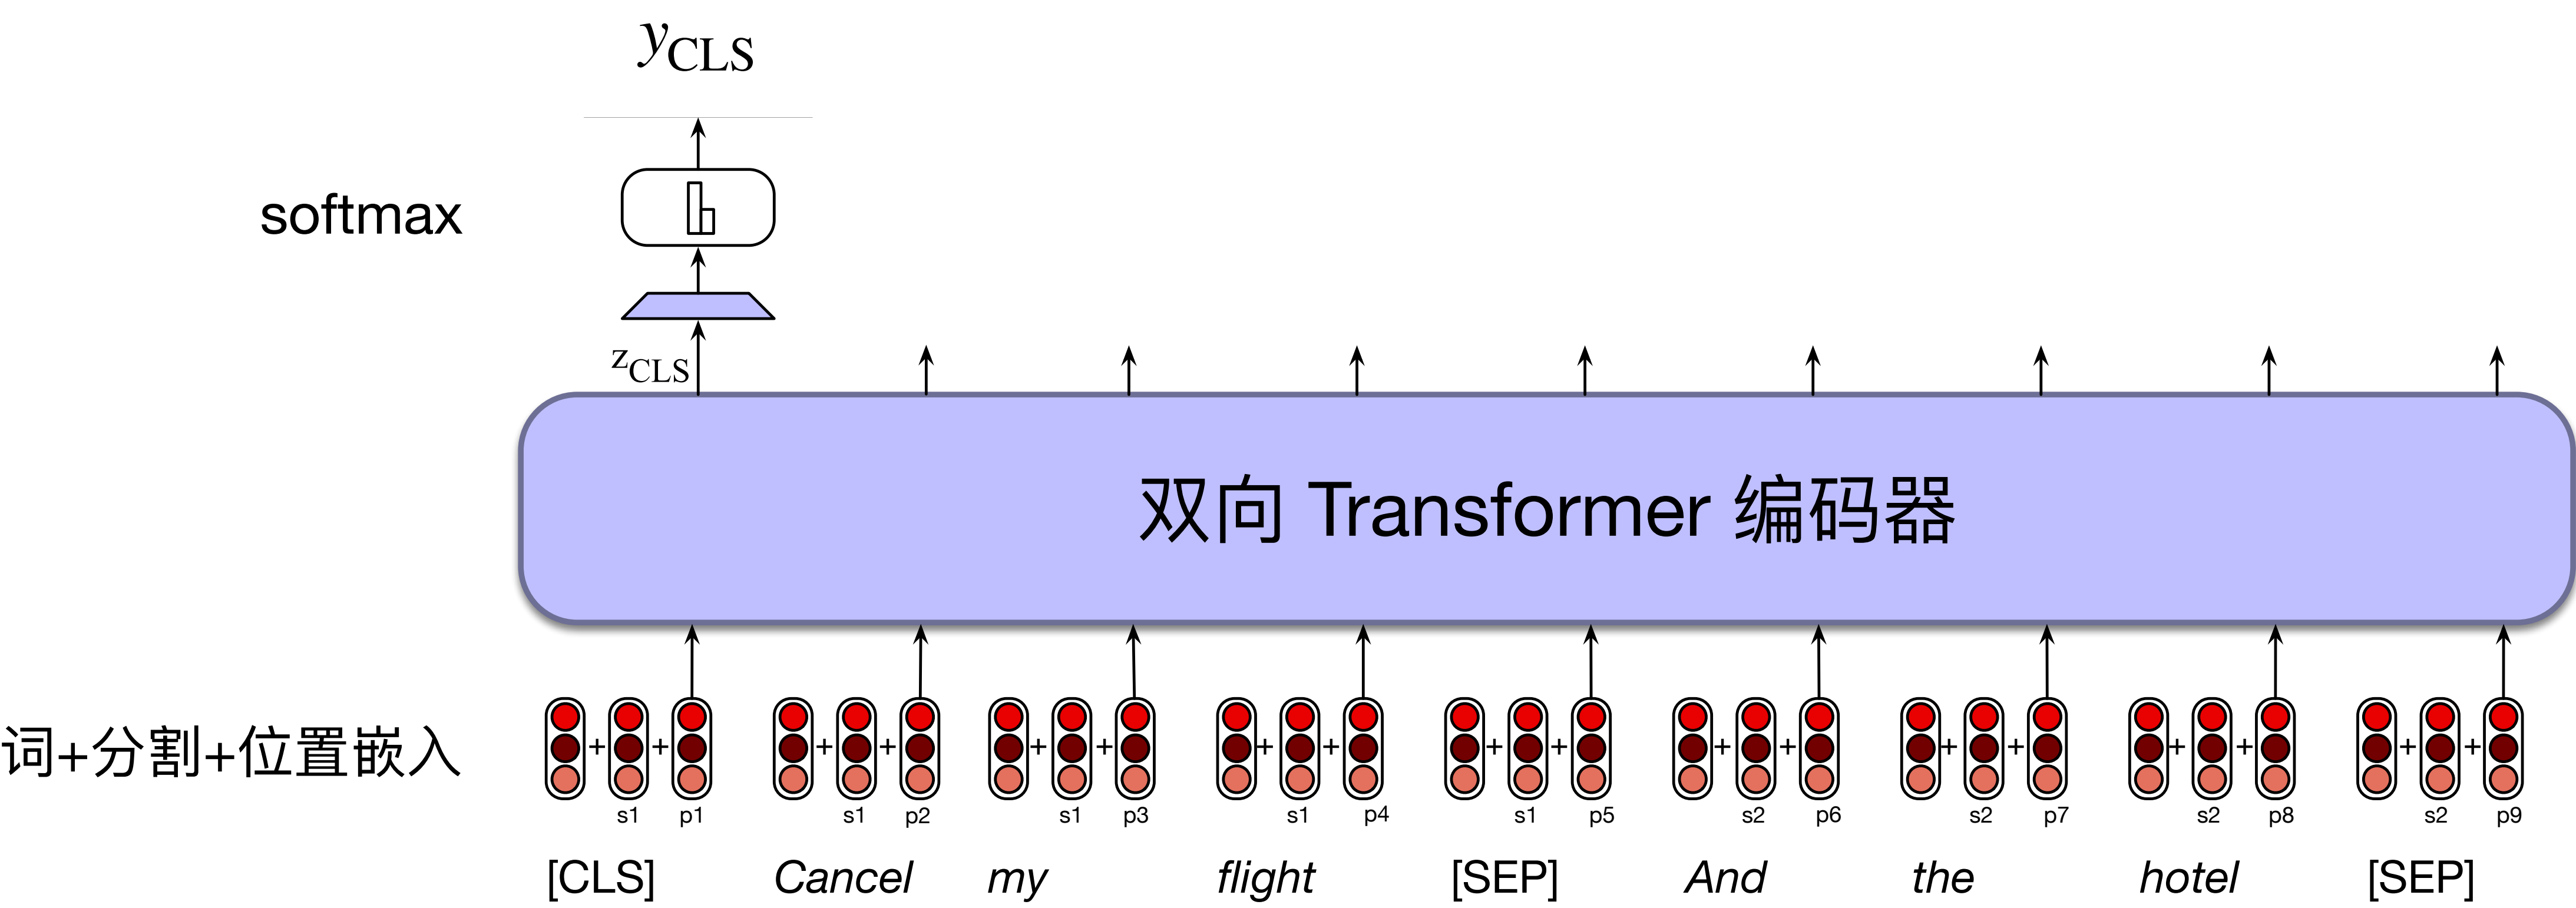 yCLS
softmax
zCLS
双向 Transformer 编码器
词+分割+位置嵌入
+ + + + + + + + + + + + + + + + + +
s1 p1 s1 p2 s1 p3 s1 p4 s1 p5 s2 p6 s2 p7 s2 p8 s2 p9
[CLS] Cancel my flight [SEP] And the hotel [SEP]